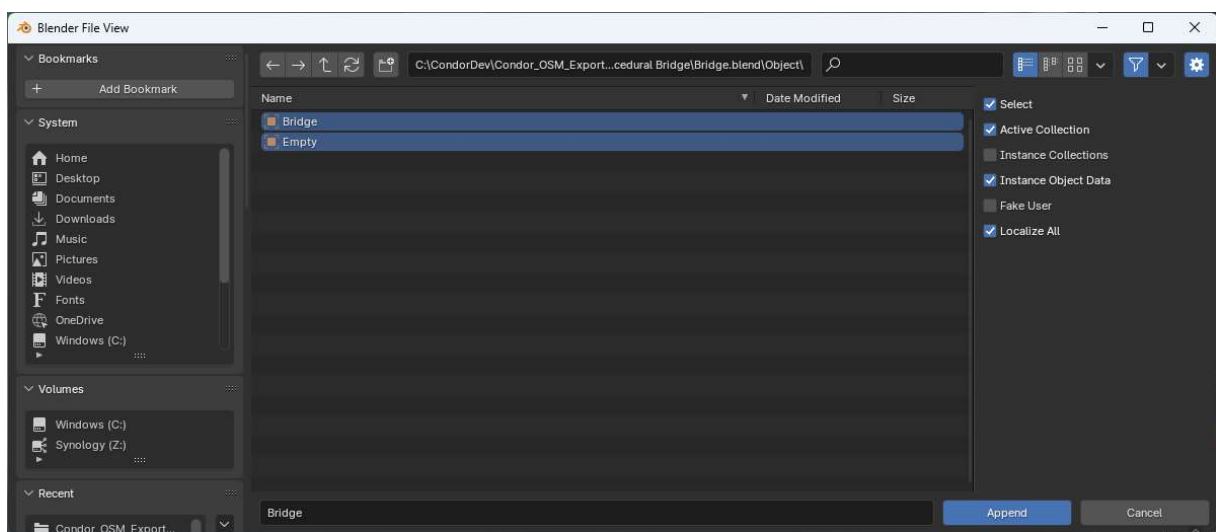 Blender File View
Bookmarks
Add Bookmark
System
Home
Desktop
Documents
Downloads
Music
Pictures
Videos
Fonts
OneDrive
Windows (C:)
Volumes
Windows (C:)
Synology (Z:)
Recent
Condor_OSM_Export...
C:\CondorDev\Condor_OSM_Export...cedural Bridge\Bridge.blend\Object\
Name Date Modified Size
Bridge
Empty
Bridge
Select
Active Collection
Instance Collections
Instance Object Data
Fake User
Localize All
Append Cancel